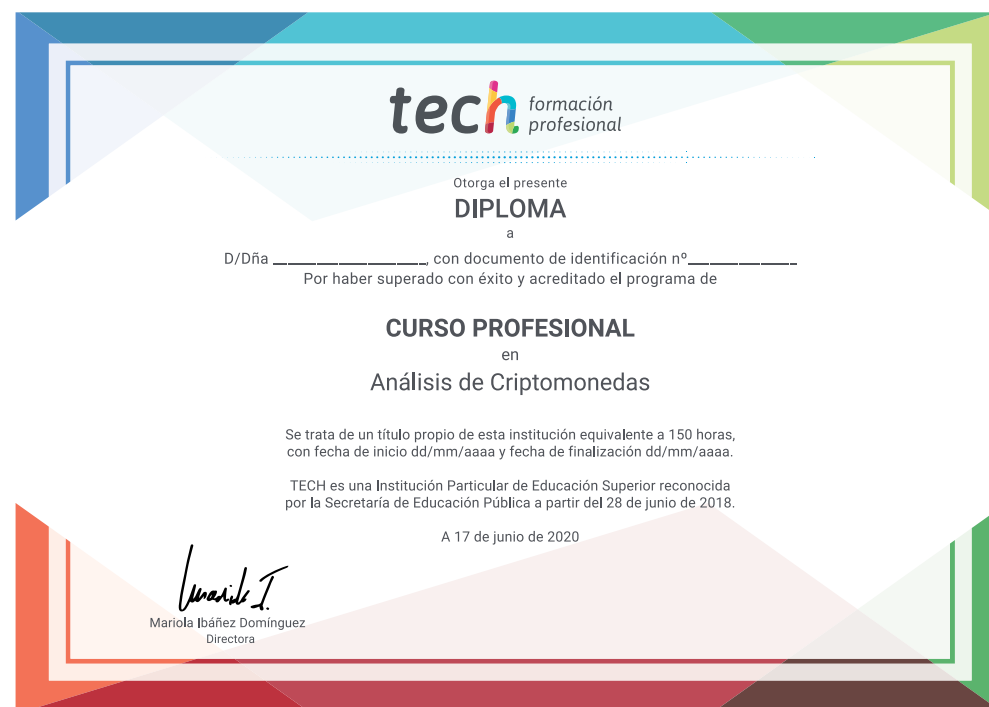 tech formación
profesional
Otorga el presente
DIPLOMA
a
D/Dña ____________________, con documento de identificación nº______________
Por haber superado con éxito y acreditado el programa de
CURSO PROFESIONAL
en
Análisis de Criptomonedas
Se trata de un título propio de esta institución equivalente a 150 horas,
con fecha de inicio dd/mm/aaaa y fecha de finalización dd/mm/aaaa.
TECH es una Institución Particular de Educación Superior reconocida
por la Secretaría de Educación Pública a partir del 28 de junio de 2018.
A 17 de junio de 2020
Mariola Ibáñez Domínguez
Directora